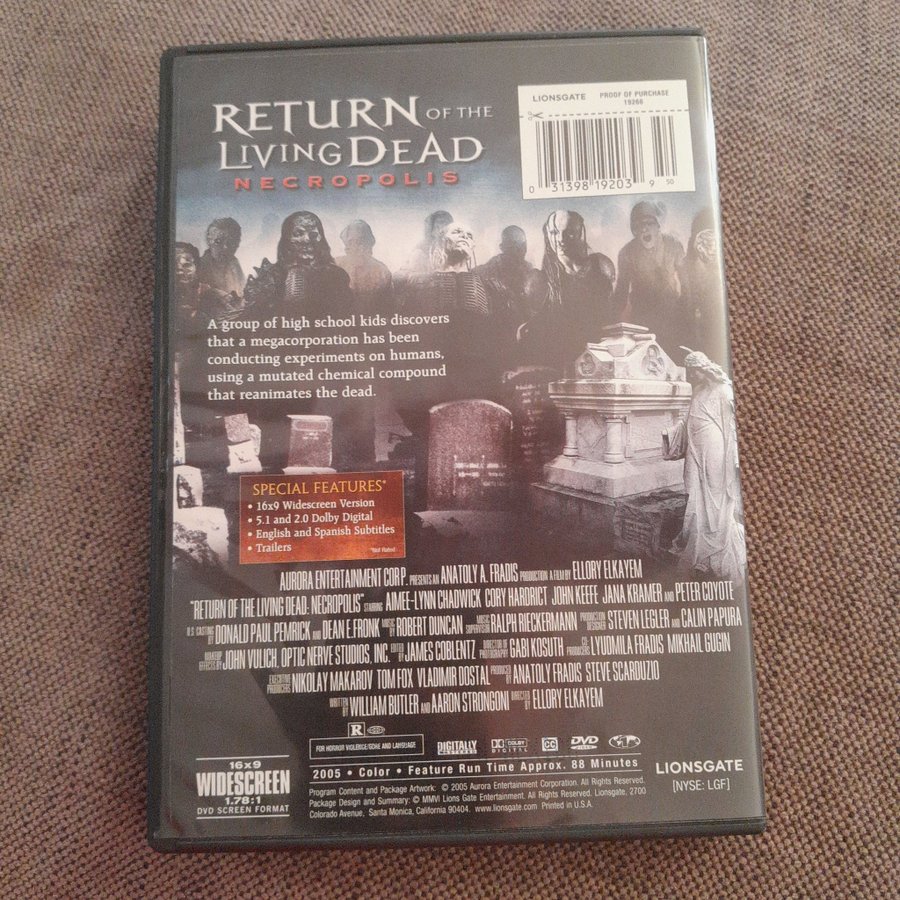 RETURN OF THE
LIVING DEAD
NECROPOLIS
LIONSGATE PROOF OF PURCHASE
19266
0 31398 19203 9 50
A group of high school kids discovers
that a megacorporation has been
conducting experiments on humans,
using a mutated chemical compound
that reanimates the dead.
SPECIAL FEATURES*
• 16x9 Widescreen Version
• 5.1 and 2.0 Dolby Digital
• English and Spanish Subtitles
• Trailers
*Not Rated
AURORA ENTERTAINMENT CORP. PRESENTS AN ANATOLY A. FRADIS PRODUCTION A FILM BY ELLORY ELKAYEM
"RETURN OF THE LIVING DEAD: NECROPOLIS" STARRING AIMEE-LYNN CHADWICK CORY HARDRICT JOHN KEEFE JANA KRAMER AND PETER COYOTE
U.S CASTING BY DONALD PAUL PEMRICK AND DEAN E. FRONK MUSIC BY ROBERT DUNCAN MUSIC SUPERVISOR RALPH RIECKERMANN PRODUCTION DESIGNED BY STEVEN LEGLER AND CALIN PAPURA
MAKEUP EFFECTS BY JOHN VULICH, OPTIC NERVE STUDIOS, INC. EDITED BY JAMES COBLENTZ DIRECTOR OF PHOTOGRAPHY GABI KOSUTH CO-PRODUCERS LYUDMILA FRADIS MIKHAIL GUGIN
EXECUTIVE PRODUCERS NIKOLAY MAKAROV TOM FOX VLADIMIR DOSTAL PRODUCED BY ANATOLY FRADIS STEVE SCARDUZIO
WRITTEN BY WILLIAM BUTLER AND AARON STRONGONI DIRECTED BY ELLORY ELKAYEM
R
FOR HORROR VIOLENCE/GORE AND LANGUAGE
DIGITALLY MASTERED DOLBY DIGITAL CC DVD VIDEO
16x9
WIDESCREEN
1.78:1
DVD SCREEN FORMAT
2005 • Color • Feature Run Time Approx. 88 Minutes
Program Content and Package Artwork: © 2005 Aurora Entertainment Corporation. All Rights Reserved.
Package Design and Summary: © MMVI Lions Gate Entertainment. All Rights Reserved. Lionsgate, 2700
Colorado Avenue, Santa Monica, California 90404. www.lionsgate.com Printed in U.S.A.
LIONSGATE
[NYSE: LGF]